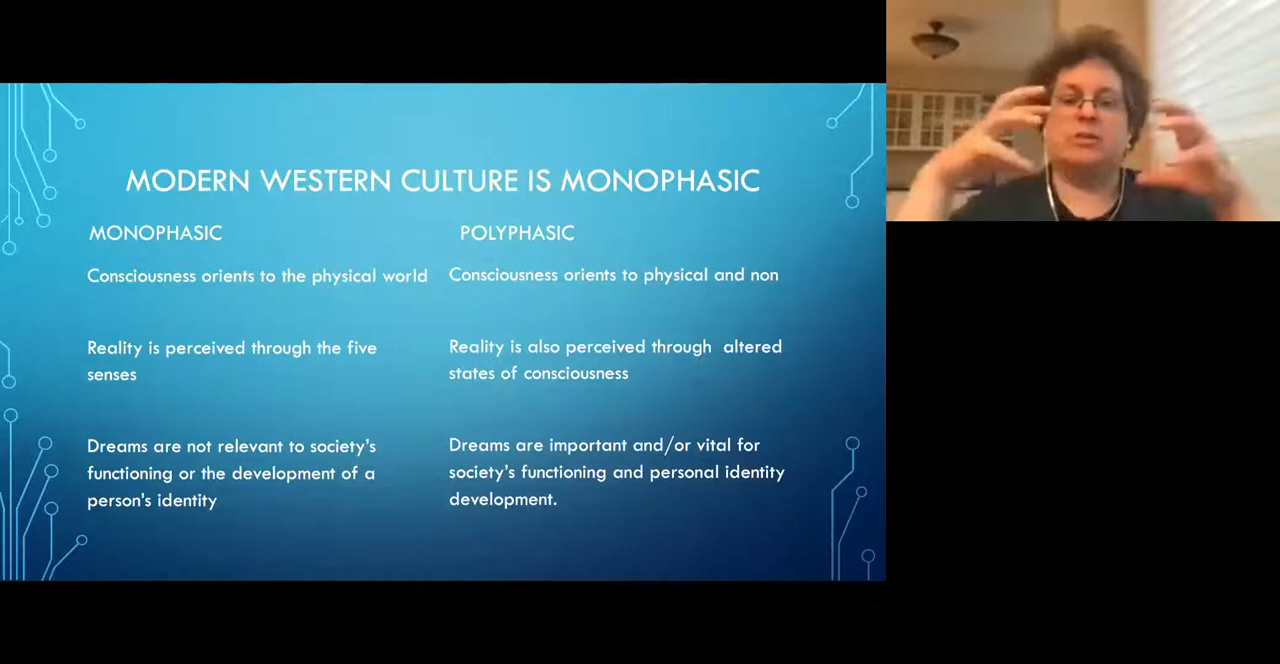 MODERN WESTERN CULTURE IS MONOPHASIC
MONOPHASIC
Consciousness orients to the physical world
Reality is perceived through the five
senses
Dreams are not relevant to society's
functioning or the development of a
person's identity
POLYPHASIC
Consciousness orients to physical and non
Reality is also perceived through altered
states of consciousness
Dreams are important and/or vital for
society's functioning and personal identity
development.